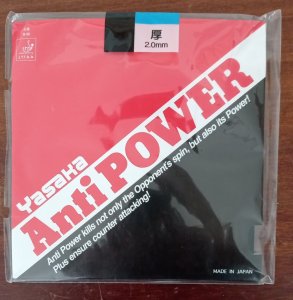 厚
2.0mm
Yasaka
Anti POWER
Anti Power kills not only the Opponent's spin, but also its Power!
Plus ensure counter attacking!
MADE IN JAPAN